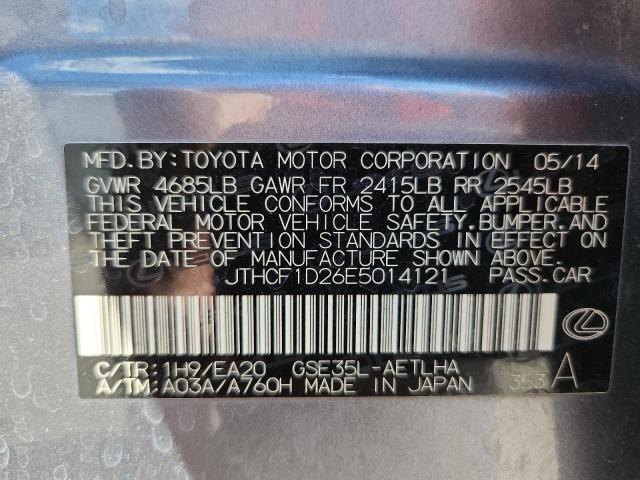 MFD.BY:TOYOTA MOTOR CORPORATION 05/14
GVWR 4685LB GAWR FR 2415LB RR 2545LB
THIS VEHICLE CONFORMS TO ALL APPLICABLE
FEDERAL MOTOR VEHICLE SAFETY,BUMPER,AND
THEFT PREVENTION STANDARDS IN EFFECT ON
THE DATE OF MANUFACTURE SHOWN ABOVE.
JTHCF1D26E5014121 PASS.CAR
C/TR:1H9/EA20 GSE35L-AETLHA
A/TM:A03A/A760H MADE IN JAPAN 353 A